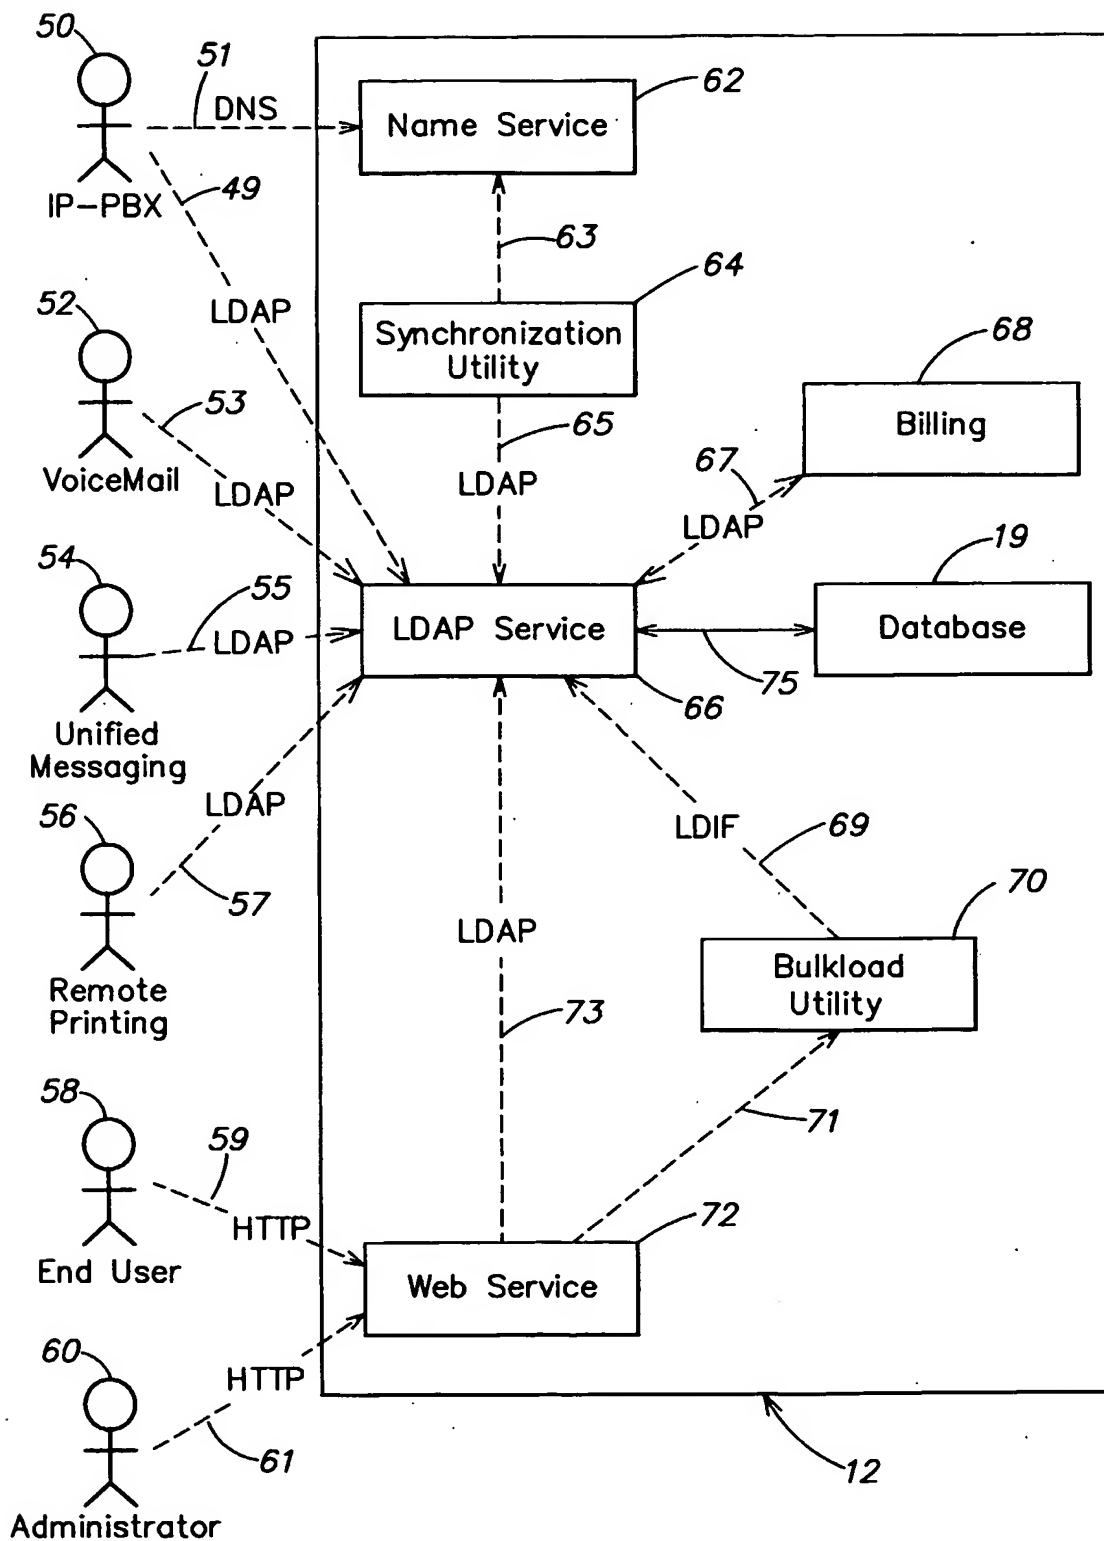 50
51
DNS
62
Name Service
IP-PBX
49
63
64
LDAP
52
Synchronization
Utility
68
53
65
Billing
67
VoiceMail
LDAP
LDAP
LDAP
54
55
19
LDAP
LDAP Service
Database
75
66
Unified
Messaging
LDAP
56
LDIF
69
57
70
LDAP
Bulkload
Utility
Remote
Printing
73
58
59
71
72
HTTP
End User
Web Service
60
HTTP
61
12
Administrator